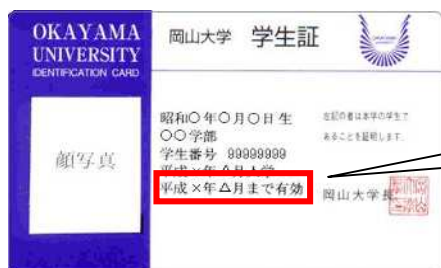 OKAYAMA
UNIVERSITY
IDENTIFICATION CARD
岡山大学 学生証
顔写真
昭和○年○月○日生
○○学部
学生番号 99999999
平成×年△月入学
平成×年△月まで有効
左記の者は本学の学生で
あることを証明します.
岡山大学長